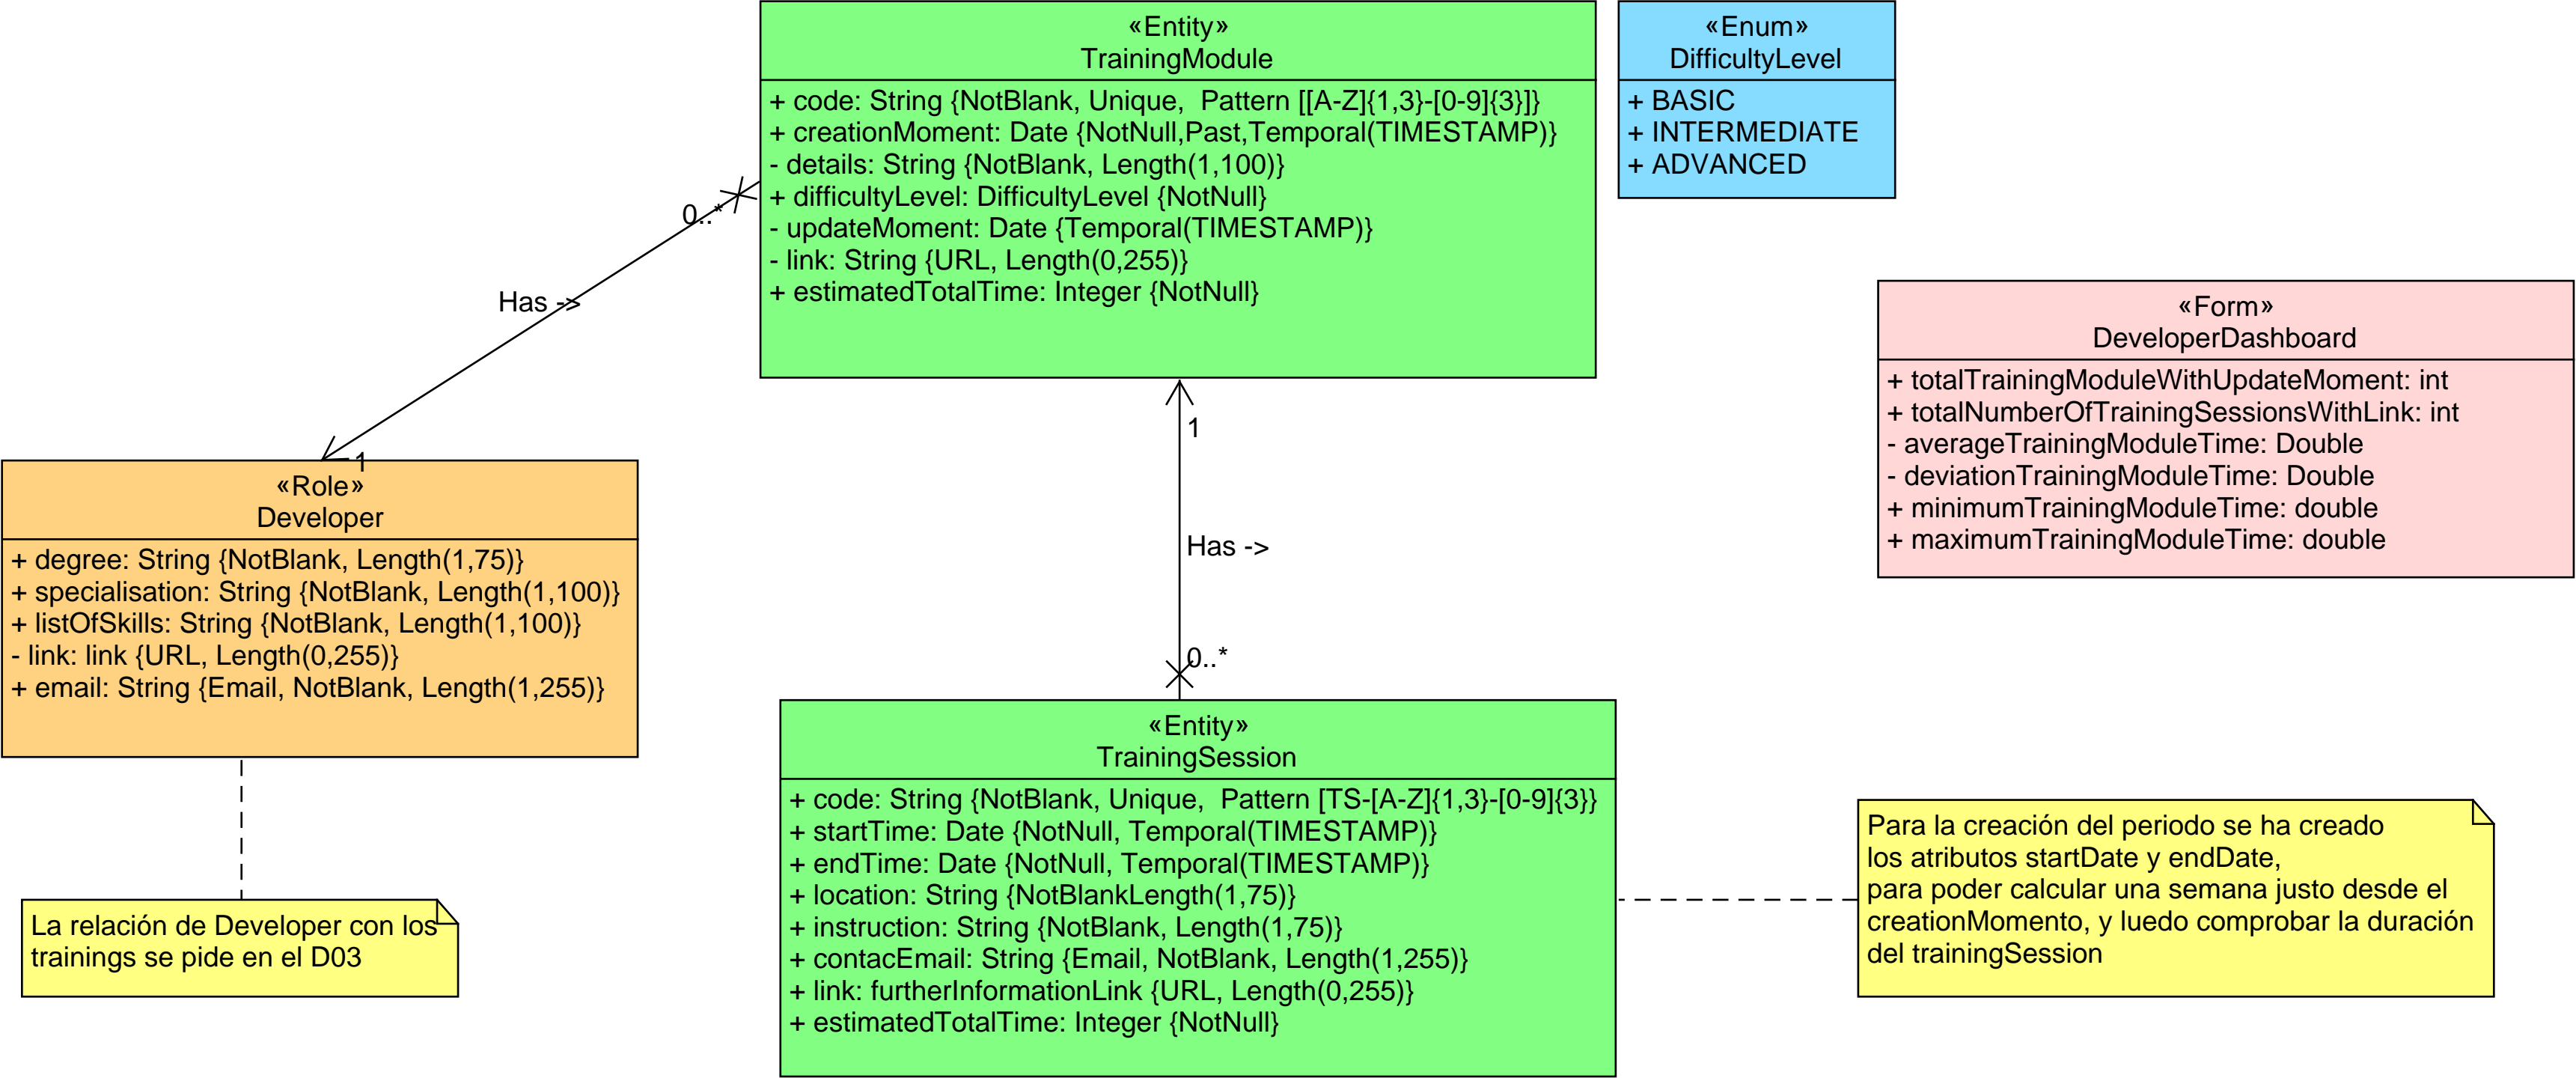 «Entity»
TrainingModule
+ code: String {NotBlank, Unique,  Pattern [[A-Z]{1,3}-[0-9]{3}]}
+ creationMoment: Date {NotNull,Past,Temporal(TIMESTAMP)}
- details: String {NotBlank, Length(1,100)}
+ difficultyLevel: DifficultyLevel {NotNull}
- updateMoment: Date {Temporal(TIMESTAMP)}
- link: String {URL, Length(0,255)}
+ estimatedTotalTime: Integer {NotNull}
«Enum»
DifficultyLevel
+ BASIC
+ INTERMEDIATE
+ ADVANCED
«Form»
DeveloperDashboard
+ totalTrainingModuleWithUpdateMoment: int
+ totalNumberOfTrainingSessionsWithLink: int
- averageTrainingModuleTime: Double
- deviationTrainingModuleTime: Double
+ minimumTrainingModuleTime: double
+ maximumTrainingModuleTime: double
0..*
Has ->
1
1
Has ->
0..*
«Role»
Developer
+ degree: String {NotBlank, Length(1,75)}
+ specialisation: String {NotBlank, Length(1,100)}
+ listOfSkills: String {NotBlank, Length(1,100)}
- link: link {URL, Length(0,255)}
+ email: String {Email, NotBlank, Length(1,255)}
«Entity»
TrainingSession
+ code: String {NotBlank, Unique,  Pattern [TS-[A-Z]{1,3}-[0-9]{3}}
+ startTime: Date {NotNull, Temporal(TIMESTAMP)}
+ endTime: Date {NotNull, Temporal(TIMESTAMP)}
+ location: String {NotBlankLength(1,75)}
+ instruction: String {NotBlank, Length(1,75)}
+ contacEmail: String {Email, NotBlank, Length(1,255)}
+ link: furtherInformationLink {URL, Length(0,255)}
+ estimatedTotalTime: Integer {NotNull}
La relación de Developer con los
trainings se pide en el D03
Para la creación del periodo se ha creado
los atributos startDate y endDate,
para poder calcular una semana justo desde el
creationMomento, y luedo comprobar la duración
del trainingSession